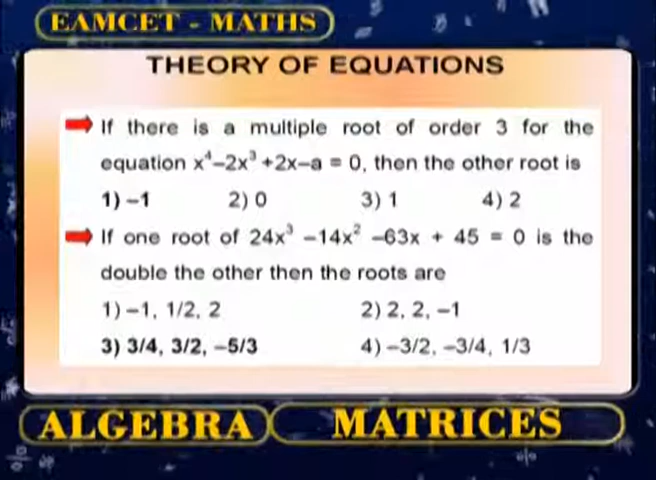 EAMCET - MATHS
THEORY OF EQUATIONS
If there is a multiple root of order 3 for the
equation x⁴–2x³ +2x–a = 0, then the other root is
1) –1 2) 0 3) 1 4) 2
If one root of 24x³ –14x² –63x + 45 = 0 is the
double the other then the roots are
1) –1, 1/2, 2 2) 2, 2, –1
3) 3/4, 3/2, –5/3 4) –3/2, –3/4, 1/3
ALGEBRA MATRICES